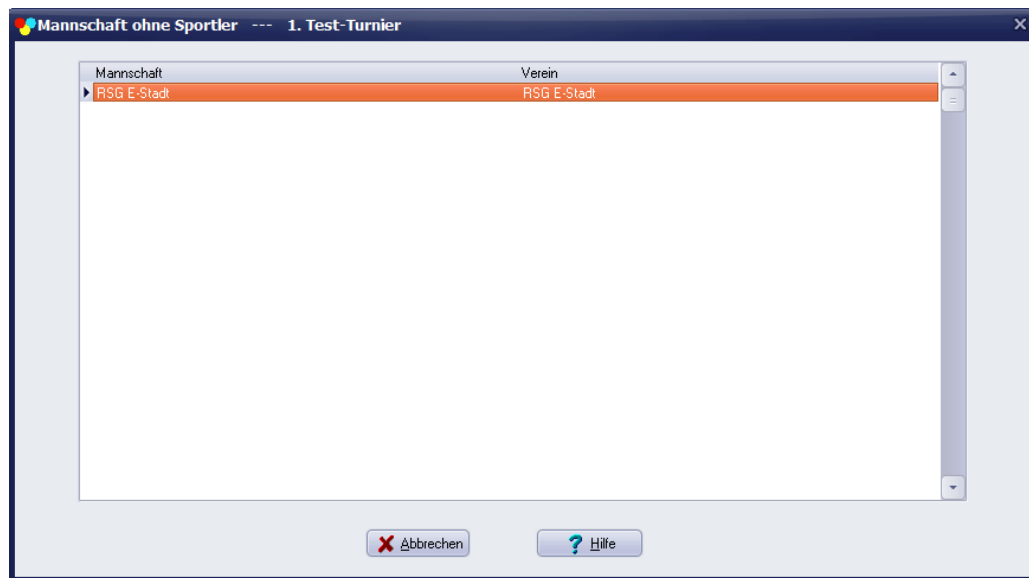 Mannschaft ohne Sportler --- 1. Test-Turnier
Mannschaft Verein
RSG E-Stadt RSG E-Stadt
Abbrechen Hilfe